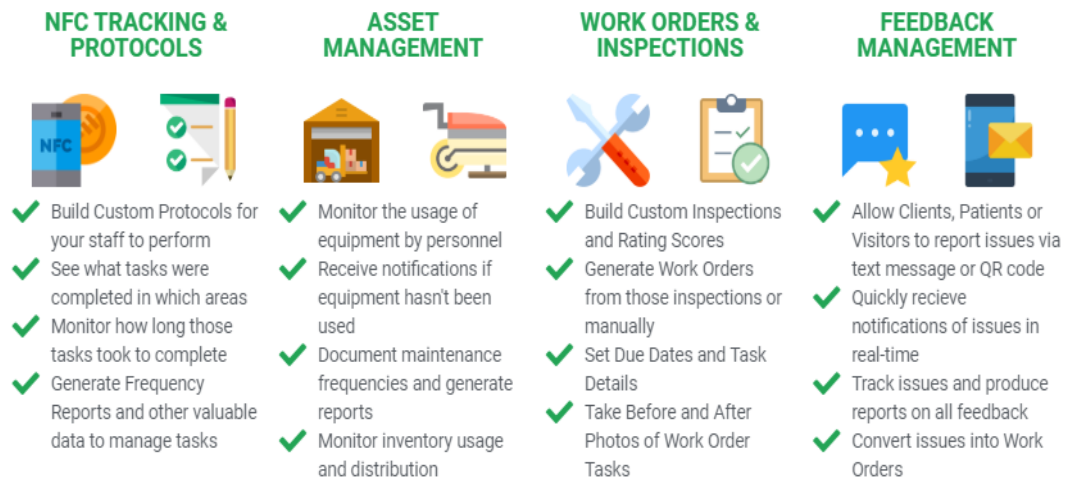 NFC TRACKING &
PROTOCOLS
NFC
Build Custom Protocols for
your staff to perform
See what tasks were
completed in which areas
Monitor how long those
tasks took to complete
Generate Frequency
Reports and other valuable
data to manage tasks
ASSET
MANAGEMENT
Monitor the usage of
equipment by personnel
Receive notifications if
equipment hasn't been
used
Document maintenance
frequencies and generate
reports
Monitor inventory usage
and distribution
WORK ORDERS &
INSPECTIONS
Build Custom Inspections
and Rating Scores
Generate Work Orders
from those inspections or
manually
Set Due Dates and Task
Details
Take Before and After
Photos of Work Order
Tasks
FEEDBACK
MANAGEMENT
Allow Clients, Patients or
Visitors to report issues via
text message or QR code
Quickly recieve
notifications of issues in
real-time
Track issues and produce
reports on all feedback
Convert issues into Work
Orders